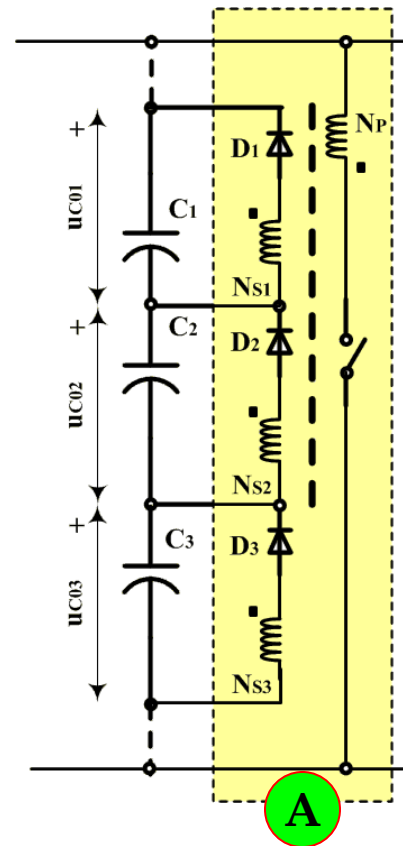 +
uC01
C1
D1
NP
NS1
+
uC02
C2
D2
NS2
+
uC03
C3
D3
NS3
A